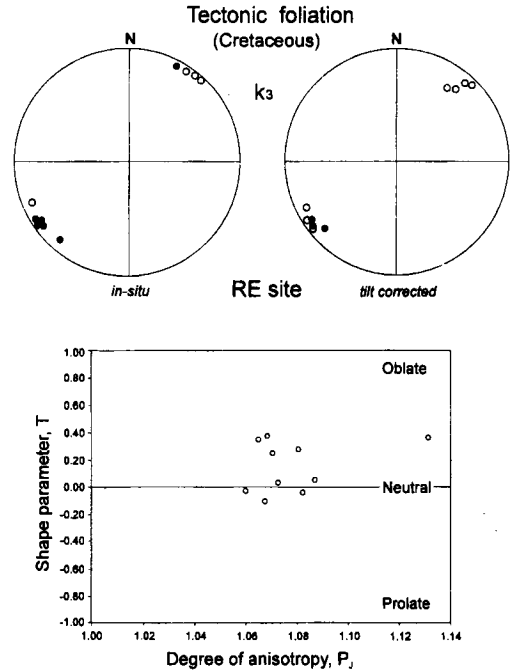 Tectonic foliation
(Cretaceous)
N
N
k3
in-situ
RE site
tilt corrected
1.00
0.80
0.60
0.40
0.20
0.00
-0.20
-0.40
-0.60
-0.80
-1.00
Shape parameter, T
Oblate
Neutral
Prolate
1.00
1.02
1.04
1.06
1.08
1.10
1.12
1.14
Degree of anisotropy, PJ